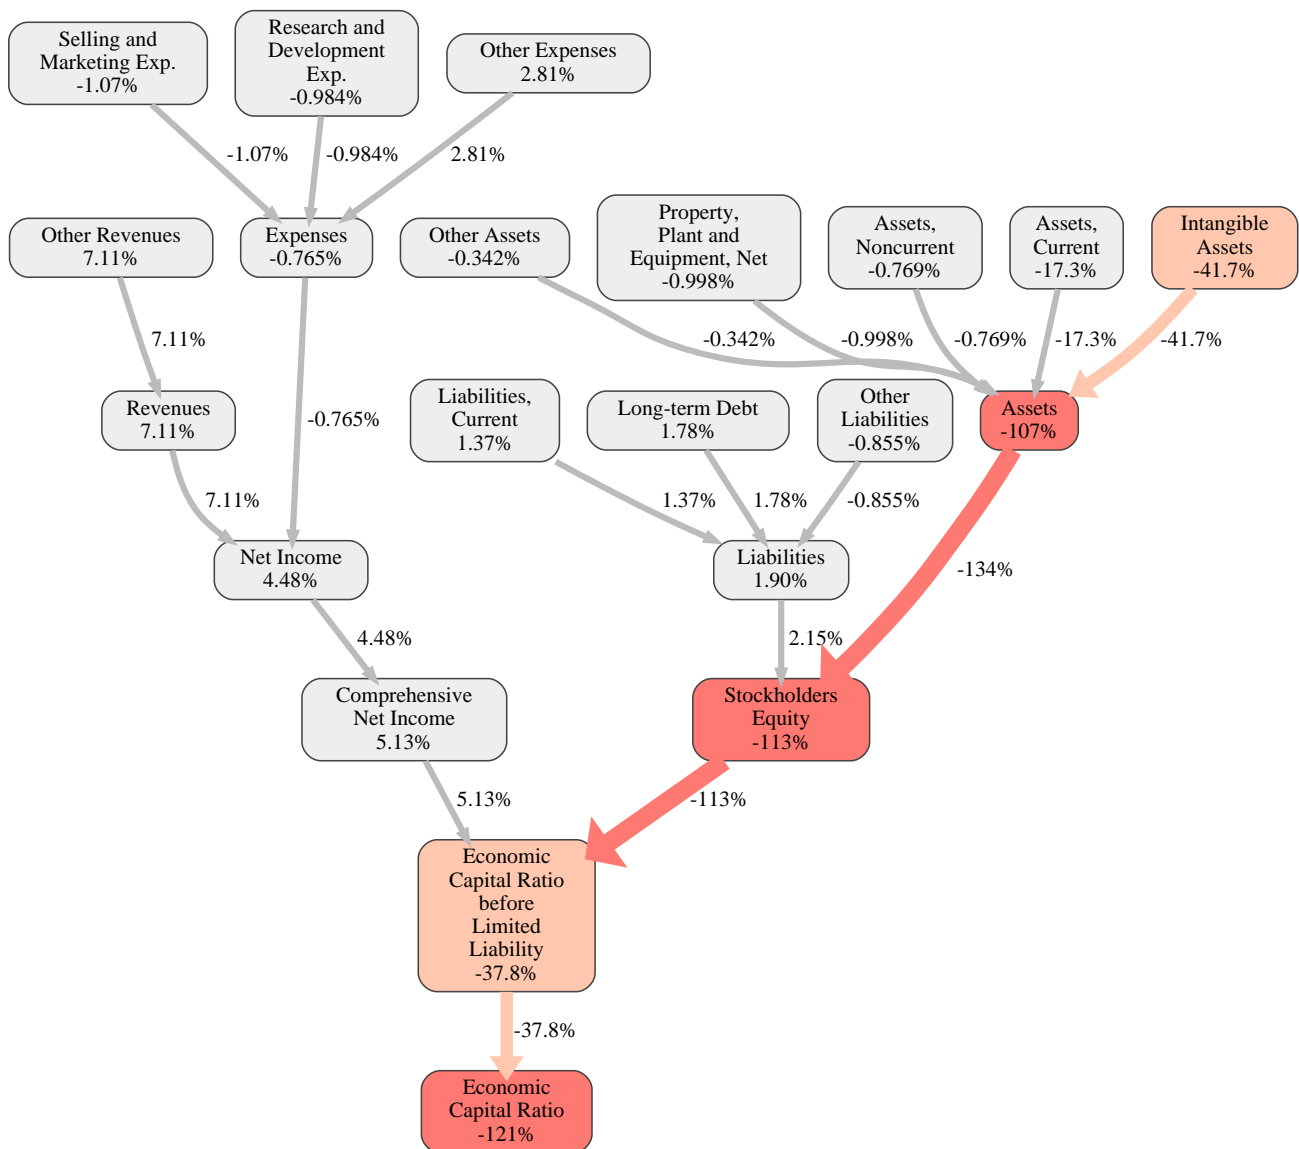 Selling and
Marketing Exp.
-1.07%
Research and
Development
Exp.
-0.984%
Other Expenses
2.81%
-1.07%
-0.984%
2.81%
Other Revenues
7.11%
Expenses
-0.765%
Other Assets
-0.342%
Property,
Plant and
Equipment, Net
-0.998%
Assets,
Noncurrent
-0.769%
Assets,
Current
-17.3%
Intangible
Assets
-41.7%
7.11%
-0.342%
-0.998%
-0.769%
-17.3%
-41.7%
Revenues
7.11%
-0.765%
Liabilities,
Current
1.37%
Long-term Debt
1.78%
Other
Liabilities
-0.855%
Assets
-107%
7.11%
1.37%
1.78%
-0.855%
Net Income
4.48%
Liabilities
1.90%
-134%
4.48%
2.15%
Comprehensive
Net Income
5.13%
Stockholders
Equity
-113%
5.13%
-113%
Economic
Capital Ratio
before
Limited
Liability
-37.8%
-37.8%
Economic
Capital Ratio
-121%